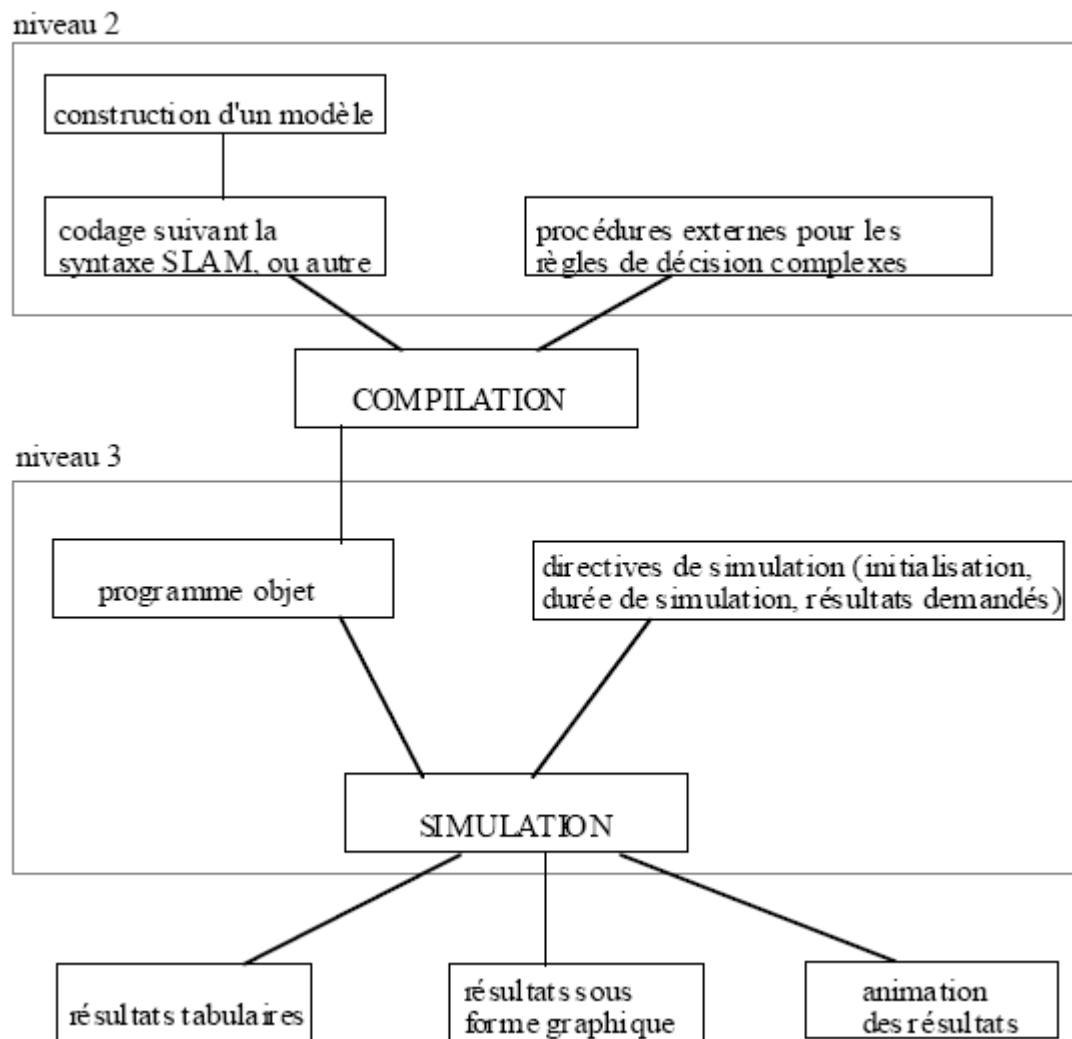 niveau 2
construction d'un modèle
codage suivant la
syntaxe SLAM, ou autre
procédures externes pour les
règles de décision complexes
COMPILATION
niveau 3
programme objet
directives de simulation (initialisation,
durée de simulation, résultats demandés)
SIMULATION
résultats tabulaires
résultats sous
forme graphique
animation
des résultats